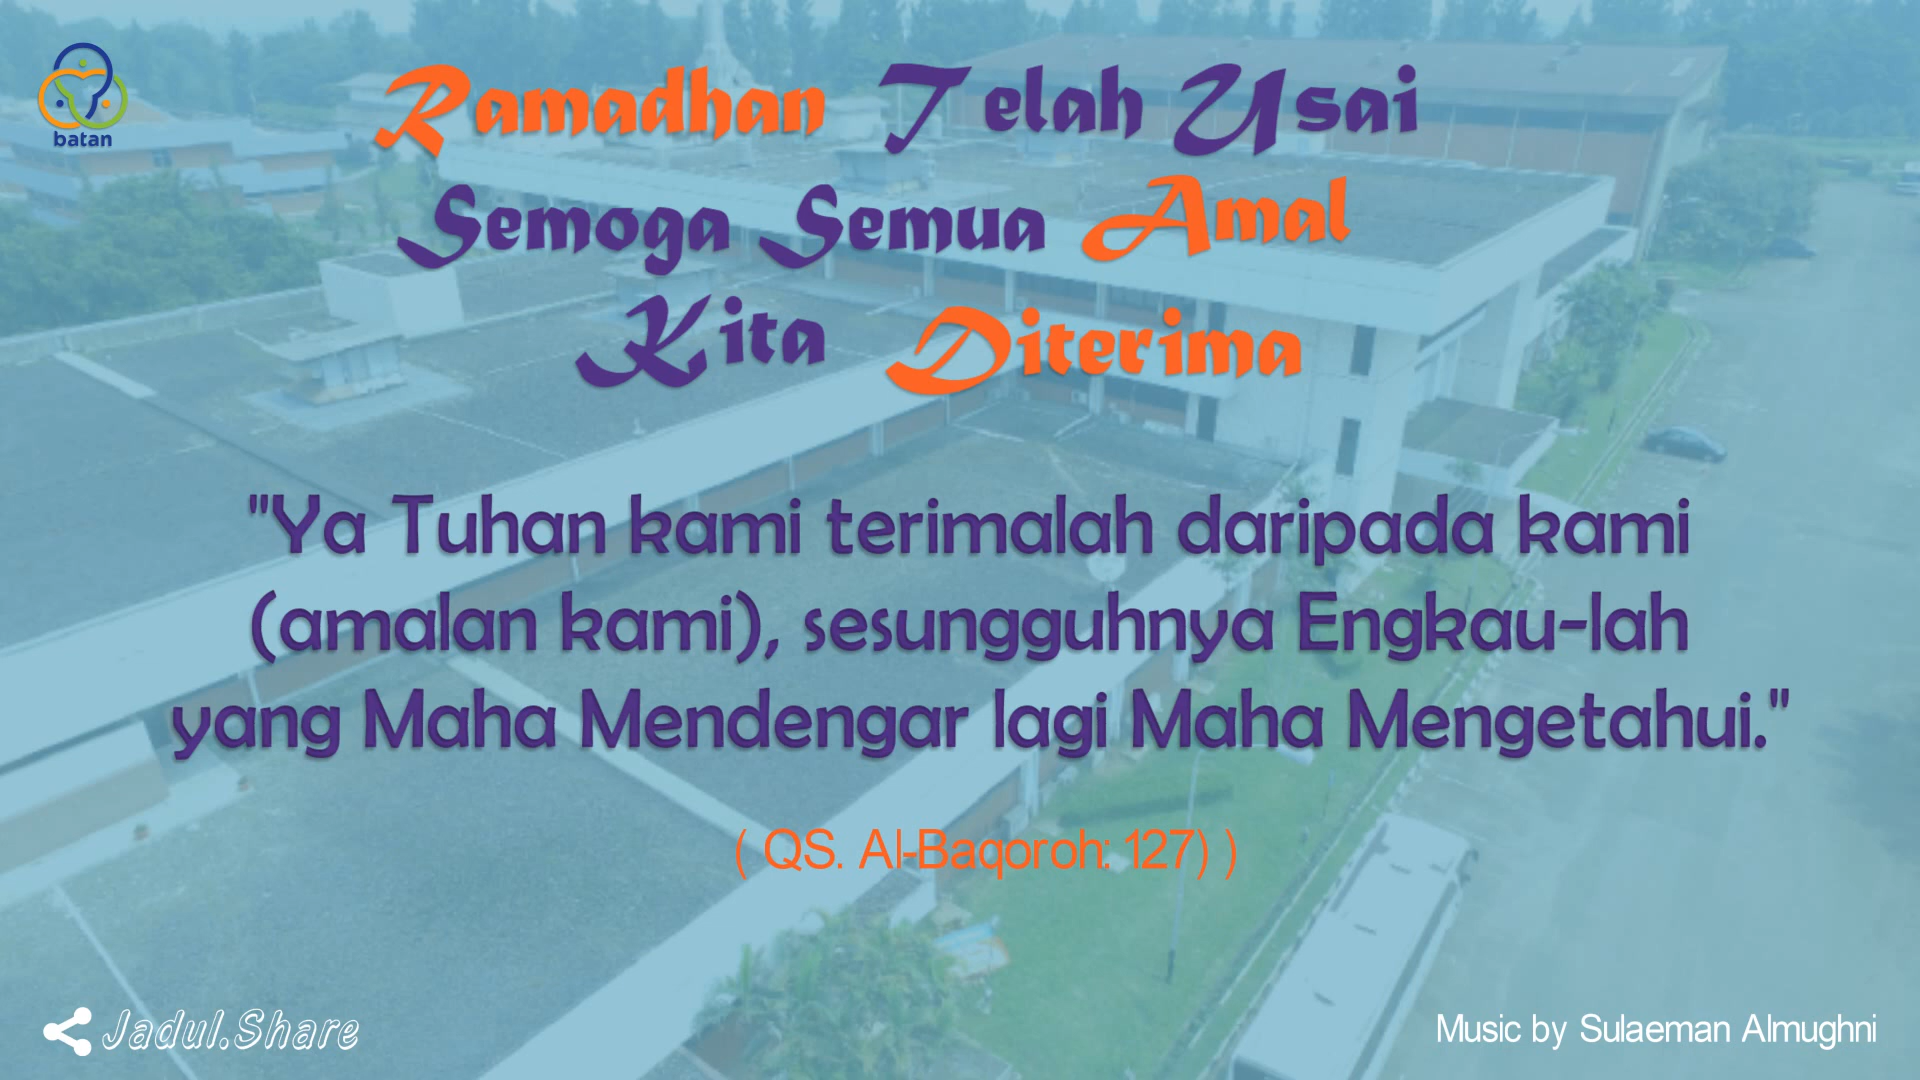 batan
Ramadhan Telah Usai
Semoga Semua Amal
Kita Diterima
"Ya Tuhan kami terimalah daripada kami
(amalan kami), sesungguhnya Engkau-lah
yang Maha Mendengar lagi Maha Mengetahui."
( QS. Al-Baqoroh: 127) )
Jadul.Share
Music by Sulaeman Almughni